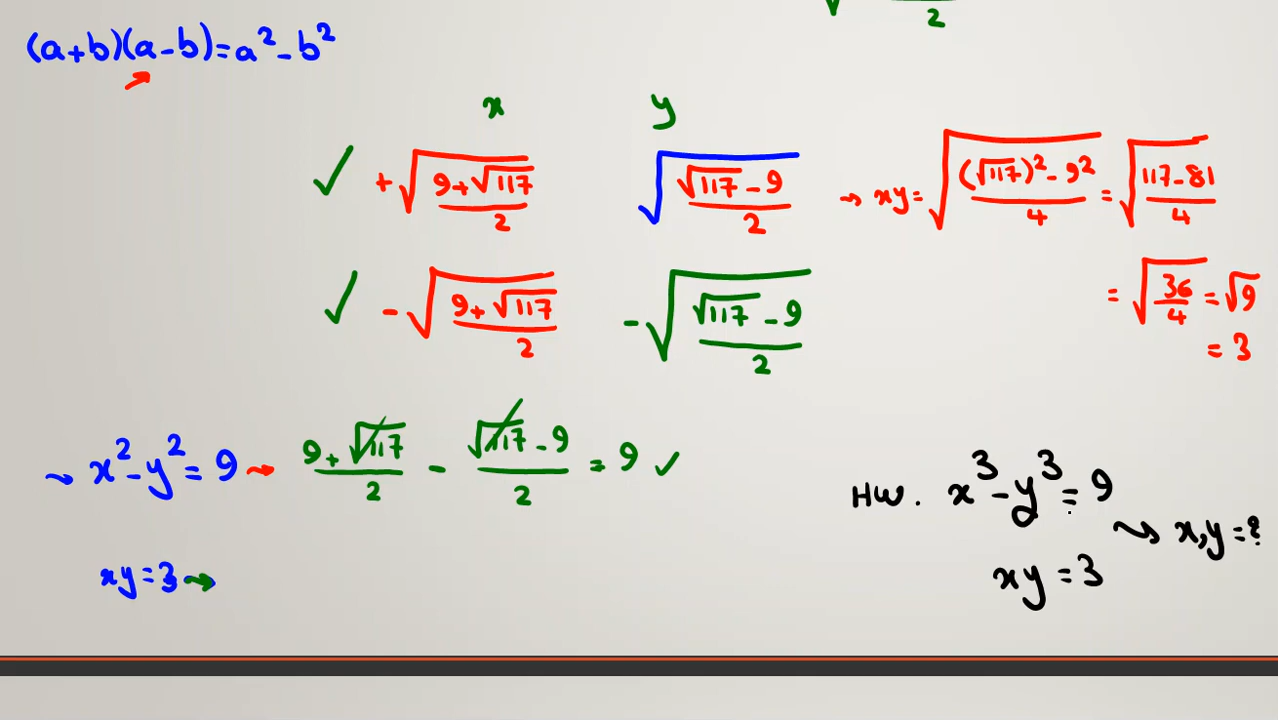 √ 2
(a+b)(a-b)=a²-b²
x y
✓ +√((9+√117)/2) √((√117-9)/2) → xy=√(((√117)²-9²)/4)=√((117-81)/4)
✓ -√((9+√117)/2) -√((√117-9)/2) =√(36/4)=√9
=3
→ x²-y²=9 → (9+√117)/2 - (√117-9)/2 = 9 ✓
HW. x³-y³=9
→ x,y=?
xy=3 →
xy=3